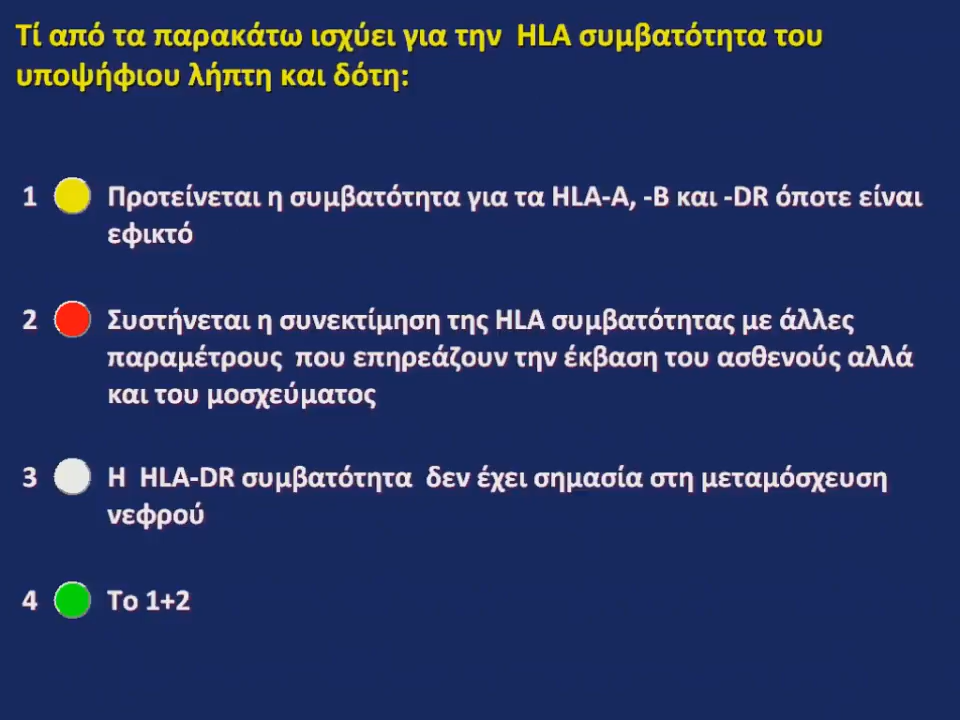 Τί από τα παρακάτω ισχύει για την HLA συμβατότητα του
υποψήφιου λήπτη και δότη:
1 Προτείνεται η συμβατότητα για τα HLA-A, -B και -DR όποτε είναι
εφικτό
2 Συστήνεται η συνεκτίμηση της HLA συμβατότητας με άλλες
παραμέτρους που επηρεάζουν την έκβαση του ασθενούς αλλά
και του μοσχεύματος
3 Η HLA-DR συμβατότητα δεν έχει σημασία στη μεταμόσχευση
νεφρού
4 Το 1+2